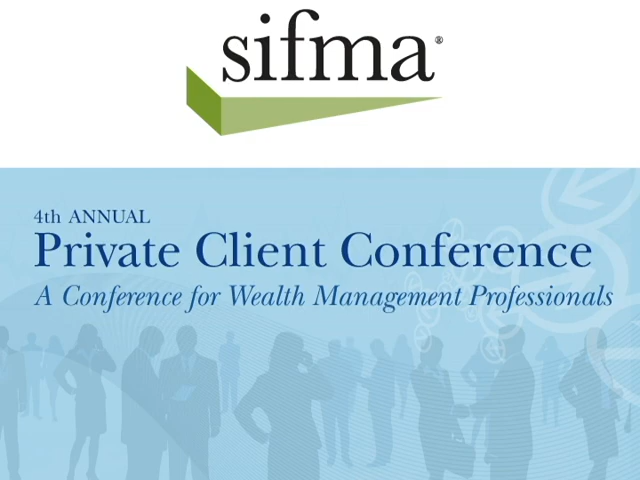 sifma®
4th ANNUAL
Private Client Conference
A Conference for Wealth Management Professionals